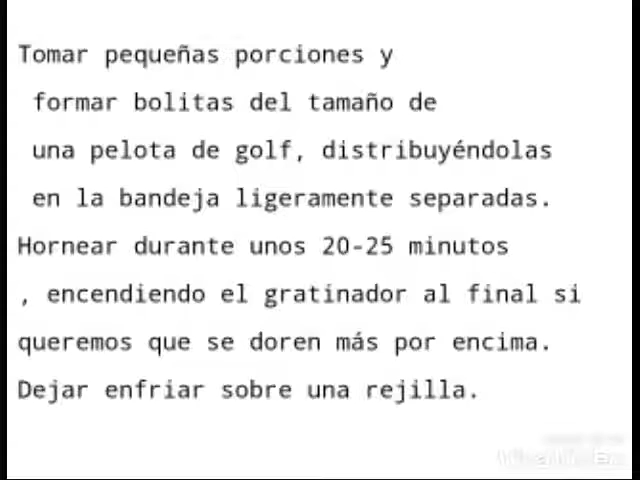 Tomar pequeñas porciones y
formar bolitas del tamaño de
una pelota de golf, distribuyéndolas
en la bandeja ligeramente separadas.
Hornear durante unos 20-25 minutos
, encendiendo el gratinador al final si
queremos que se doren más por encima.
Dejar enfriar sobre una rejilla.